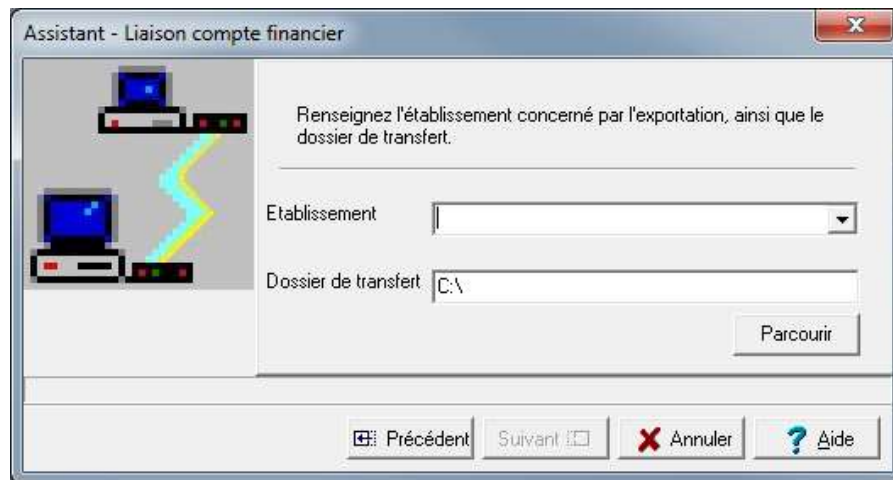 Assistant - Liaison compte financier
Renseignez l'établissement concerné par l'exportation, ainsi que le
dossier de transfert.
Etablissement
Dossier de transfert C:\
Parcourir
Précédent Suivant Annuler Aide